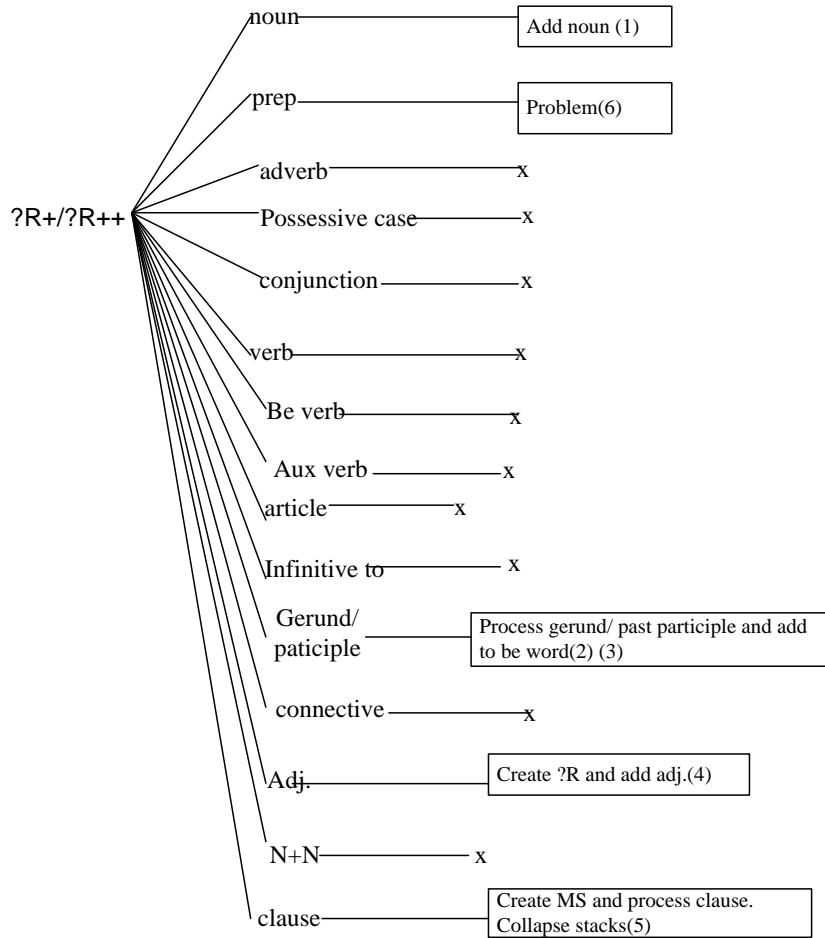 noun
Add noun (1)
prep
Problem(6)
adverb x
?R+/?R++
Possessive case x
conjunction x
verb x
Be verb x
Aux verb x
article x
Infinitive to x
Gerund/
paticiple
Process gerund/ past participle and add
to be word(2) (3)
connective x
Adj.
Create ?R and add adj.(4)
N+N x
clause
Create MS and process clause.
Collapse stacks(5)